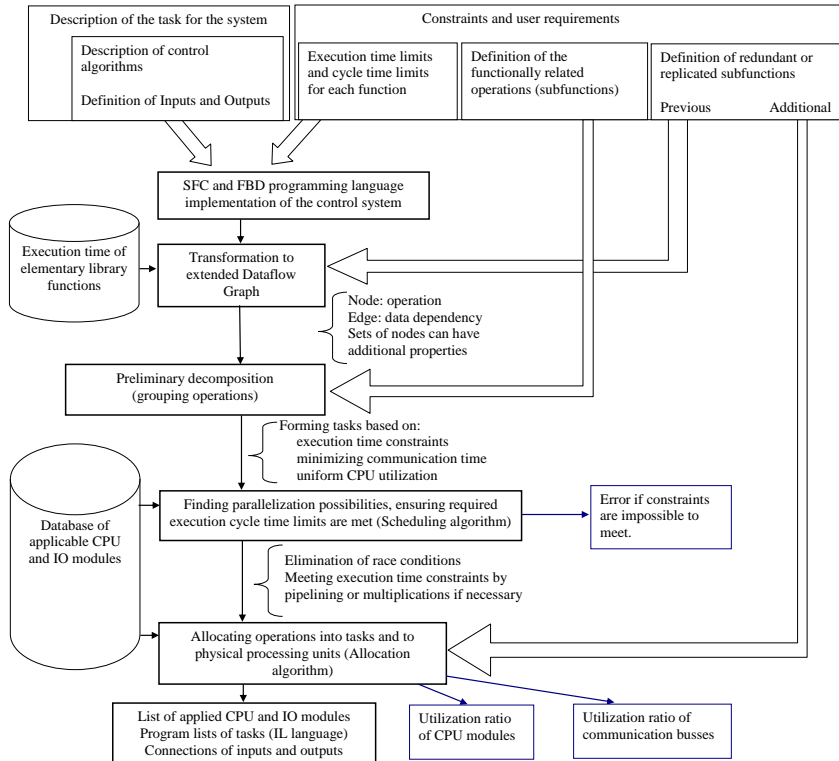 Description of the task for the system
Constraints and user requirements
Description of control
algorithms
Definition of Inputs and Outputs
Execution time limits
and cycle time limits
for each function
Definition of the
functionally related
operations (subfunctions)
Definition of redundant or
replicated subfunctions
Previous
Additional
SFC and FBD programming language
implementation of the control system
Execution time of
elementary library
functions
Transformation to
extended Dataflow
Graph
Node: operation
Edge: data dependency
Sets of nodes can have
additional properties
Preliminary decomposition
(grouping operations)
Forming tasks based on:
execution time constraints
minimizing communication time
uniform CPU utilization
Database of
applicable CPU
and IO modules
Finding parallelization possibilities, ensuring required
execution cycle time limits are met (Scheduling algorithm)
Error if constraints
are impossible to
meet.
Elimination of race conditions
Meeting execution time constraints by
pipelining or multiplications if necessary
Allocating operations into tasks and to
physical processing units (Allocation
algorithm)
List of applied CPU and IO modules
Program lists of tasks (IL language)
Connections of inputs and outputs
Utilization ratio
of CPU modules
Utilization ratio of
communication busses